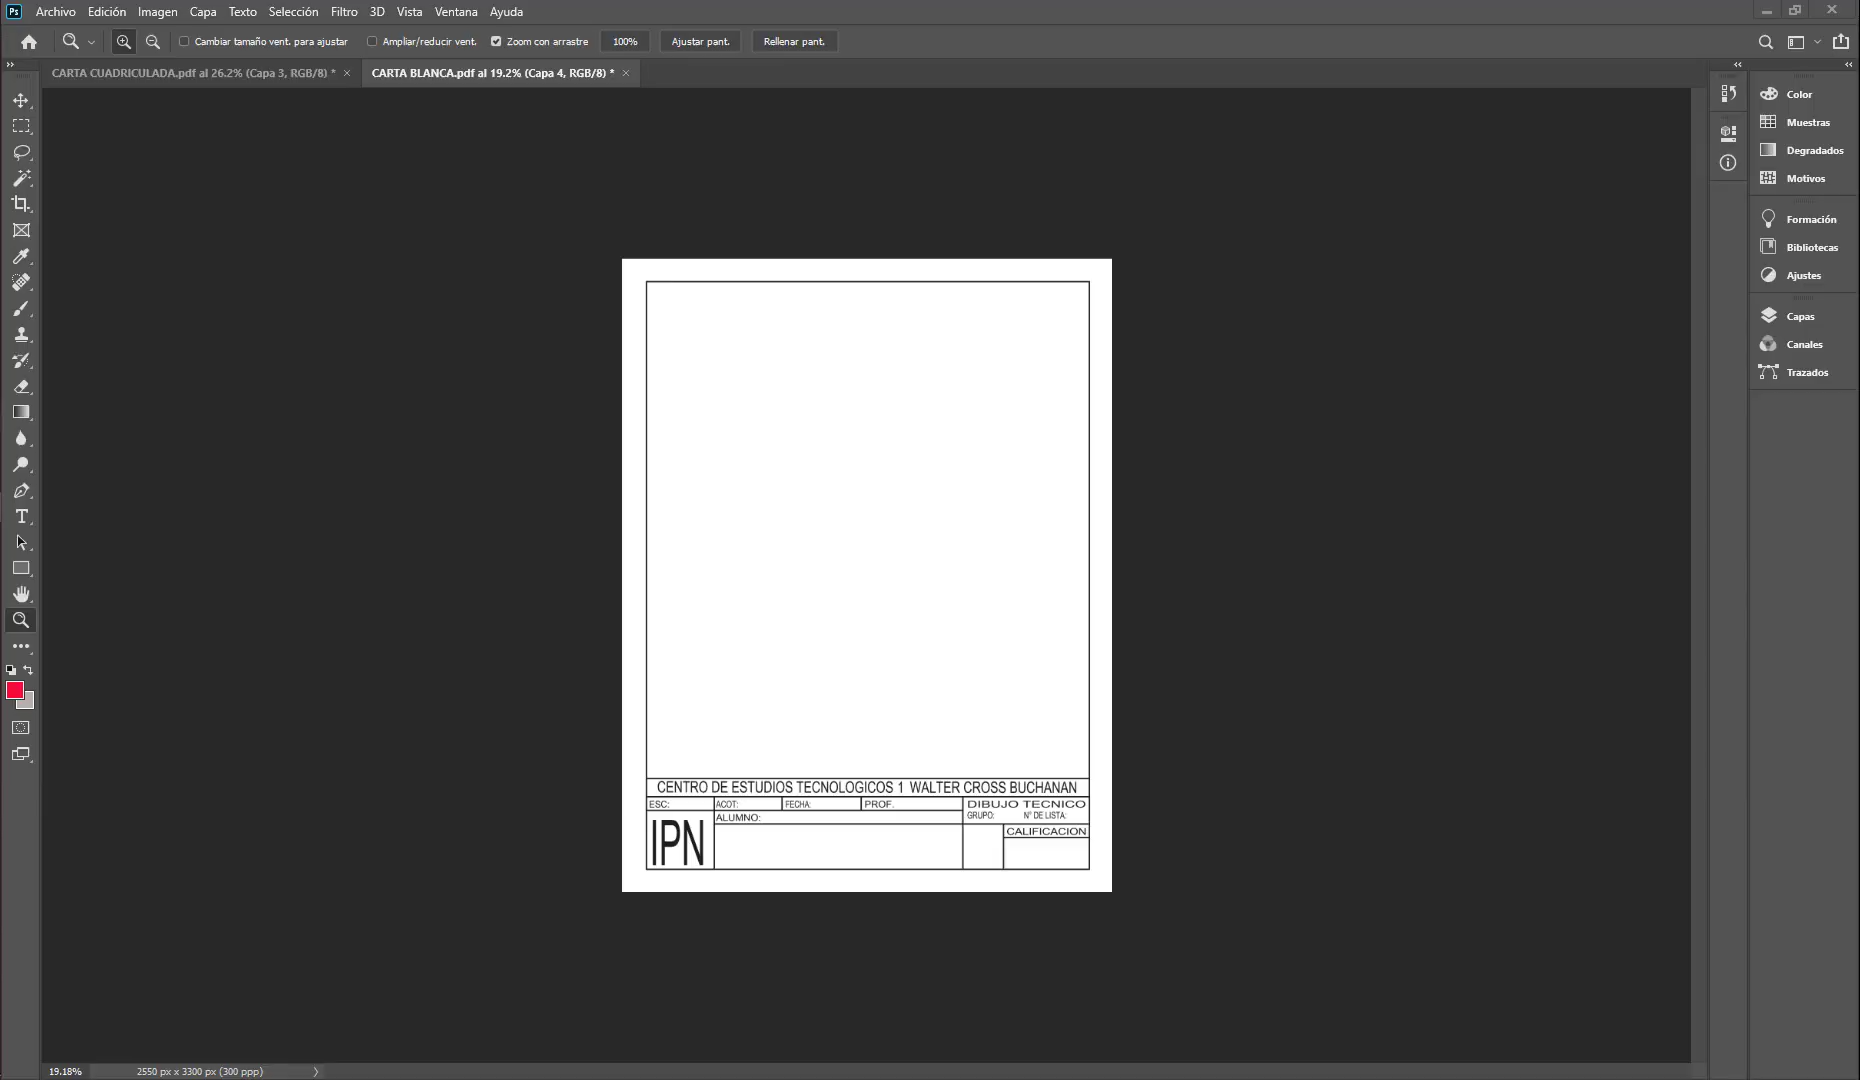 Ps Archivo Edición Imagen Capa Texto Selección Filtro 3D Vista Ventana Ayuda
Cambiar tamaño vent. para ajustar Ampliar/reducir vent. Zoom con arrastre 100% Ajustar pant. Rellenar pant.
CARTA CUADRICULADA.pdf al 26.2% (Capa 3, RGB/8) * × CARTA BLANCA.pdf al 19.2% (Capa 4, RGB/8) * ×
Color
Muestras
Degradados
Motivos
Formación
Bibliotecas
Ajustes
Capas
Canales
Trazados
CENTRO DE ESTUDIOS TECNOLOGICOS 1 WALTER CROSS BUCHANAN
ESC: ACOT: FECHA: PROF. DIBUJO TECNICO
ALUMNO: GRUPO: N° DE LISTA:
IPN CALIFICACION
19.18% 2550 px x 3300 px (300 ppp)